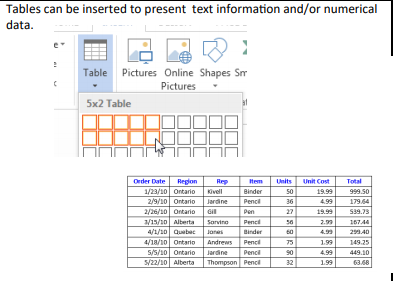 Tables can be inserted to present text information and/or numerical
data.
Table Pictures Online Shapes Sm
Pictures
5x2 Table
Order Date Region Rep Item Units Unit Cost Total
1/23/10 Ontario Kivell Binder 50 19.99 999.50
2/9/10 Ontario Jardine Pencil 36 4.99 179.64
2/26/10 Ontario Gill Pen 27 19.99 539.73
3/15/10 Alberta Sorvino Pencil 56 2.99 167.44
4/1/10 Quebec Jones Binder 60 4.99 299.40
4/18/10 Ontario Andrews Pencil 75 1.99 149.25
5/5/10 Ontario Jardine Pencil 90 4.99 449.10
5/22/10 Alberta Thompson Pencil 32 1.99 63.68